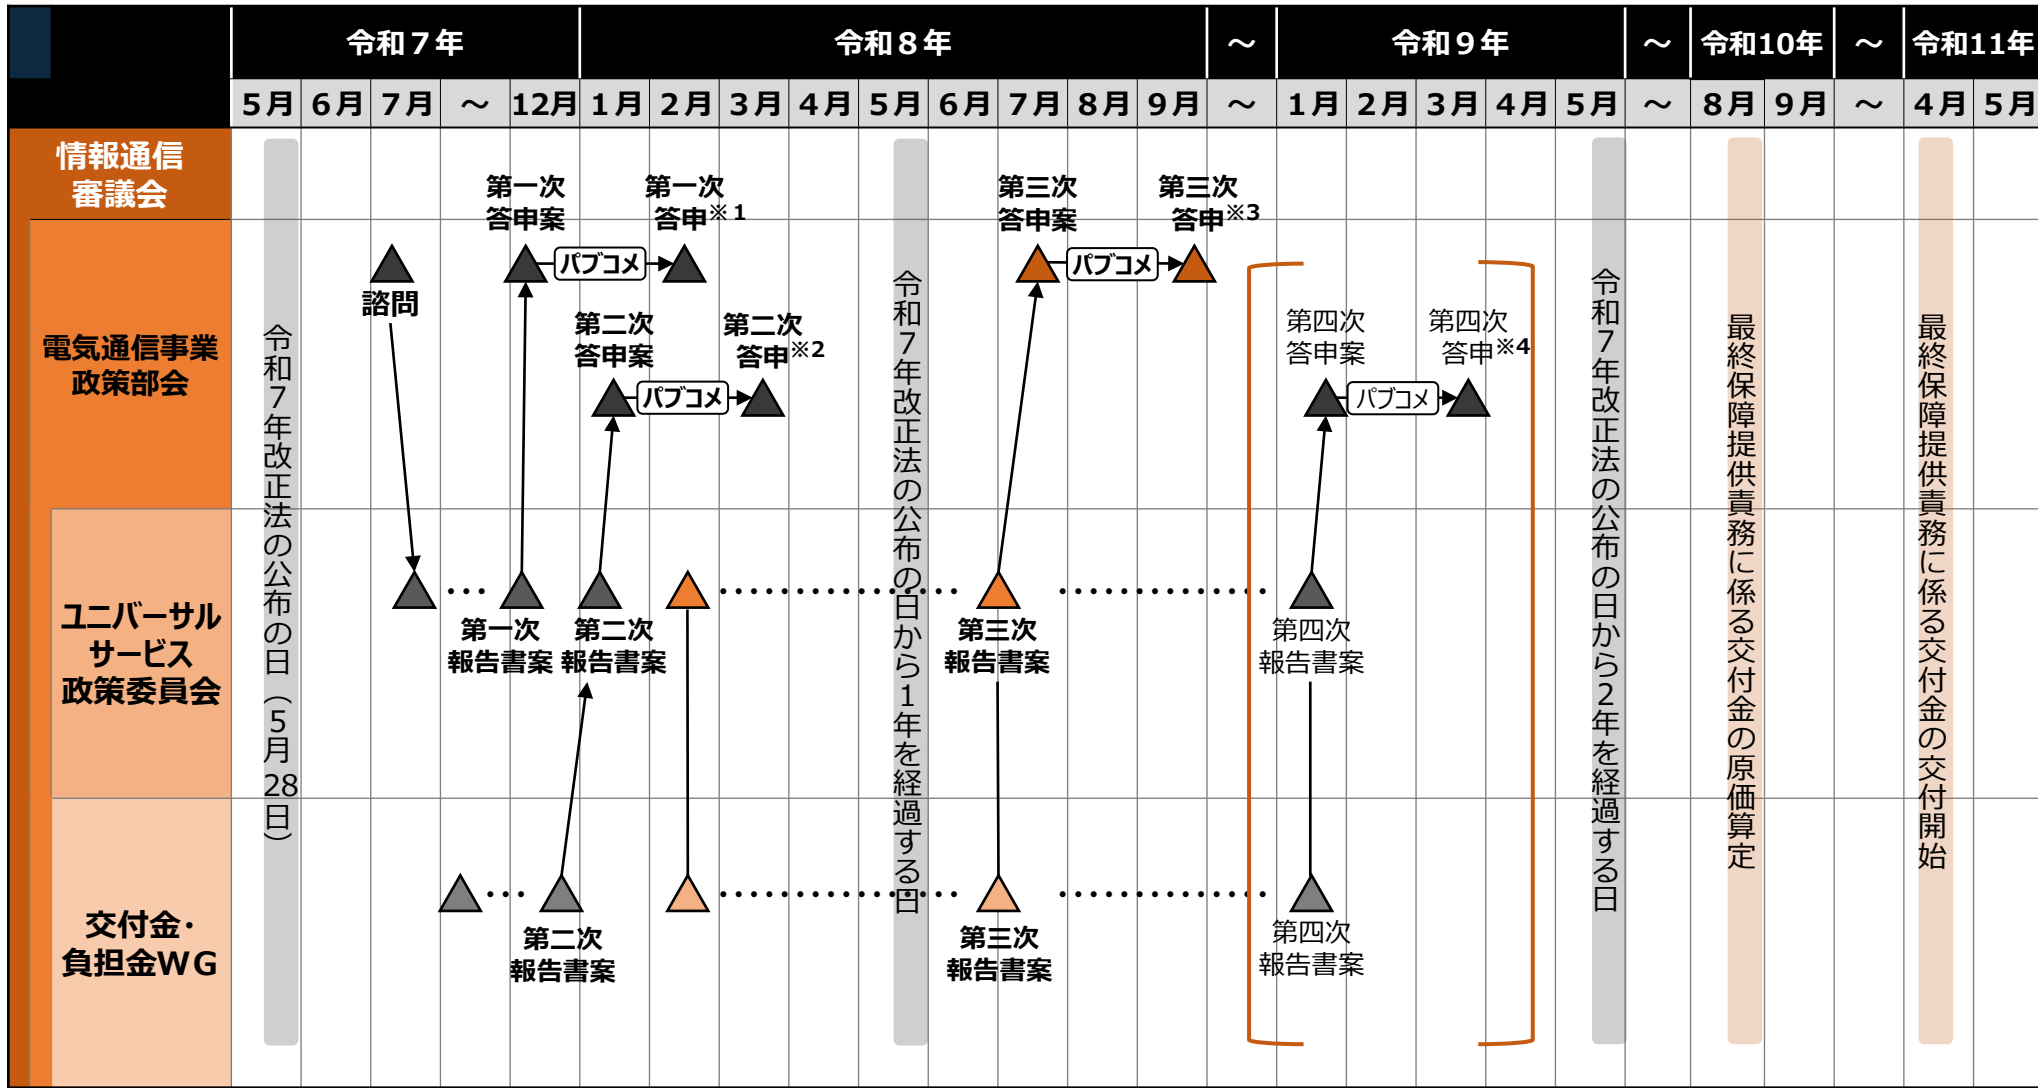 令和７年
令和８年
～
令和９年
～
令和10年
～
令和11年
5月 6月 7月 ～ 12月 1月 2月 3月 4月 5月 6月 7月 8月 9月 ～ 1月 2月 3月 4月 5月 ～ 8月 9月 ～ 4月 5月
情報通信
審議会
電気通信事業
政策部会
ユニバーサル
サービス
政策委員会
交付金・
負担金WG
令和７年改正法の公布の日（５月28日）
諮問
第一次
答申案
パブコメ
第一次
答申※１
第二次
答申案
パブコメ
第二次
答申※2
第一次
報告書案
第二次
報告書案
第二次
報告書案
令和７年改正法の公布の日から１年を経過する日
第三次
答申案
パブコメ
第三次
答申※3
第三次
報告書案
第三次
報告書案
第四次
答申案
パブコメ
第四次
答申※4
第四次
報告書案
第四次
報告書案
令和７年改正法の公布の日から２年を経過する日
最終保障提供責務に係る交付金の原価算定
最終保障提供責務に係る交付金の交付開始